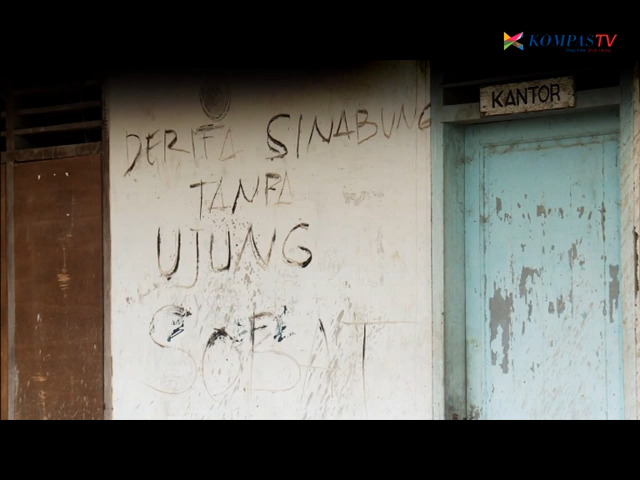 KOMPASTV
KANTOR
DERITA SINABUNG
TANPA
UJUNG
SOBAT